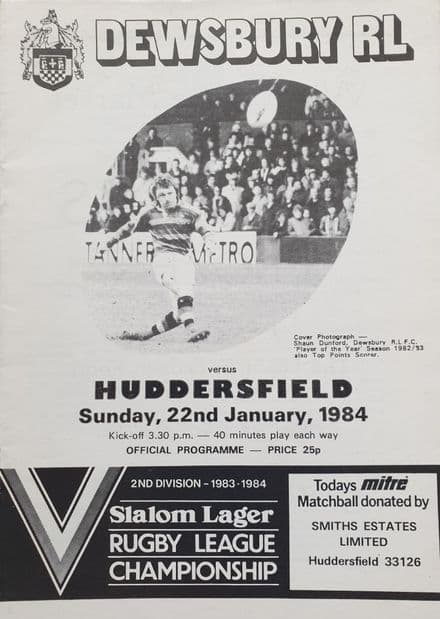 DEWSBURY RL
TANNER METRO
Cover Photograph —
Shaun Dunford, Dewsbury R.L.F.C.
'Player of the Year' Season 1982/83
also Top Points Scorer.
versus
HUDDERSFIELD
Sunday, 22nd January, 1984
Kick-off 3.30 p.m. — 40 minutes play each way
OFFICIAL PROGRAMME — PRICE 25p
2ND DIVISION - 1983-1984
Slalom Lager
RUGBY LEAGUE
CHAMPIONSHIP
Todays mitre
Matchball donated by
SMITHS ESTATES
LIMITED
Huddersfield 33126